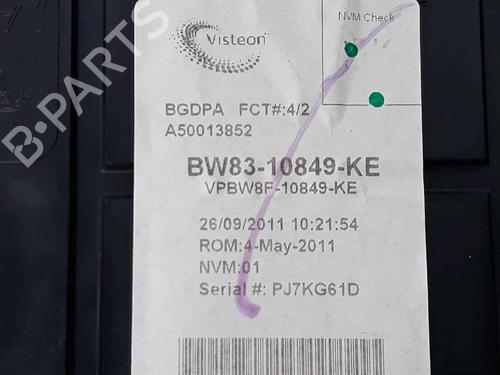 Visteon
NVM Check
BGDPA FCT#:4/2
A50013852
BW83-10849-KE
VPBW8F-10849-KE
26/09/2011 10:21:54
ROM:4-May-2011
NVM:01
Serial #: PJ7KG61D
B-PARTS